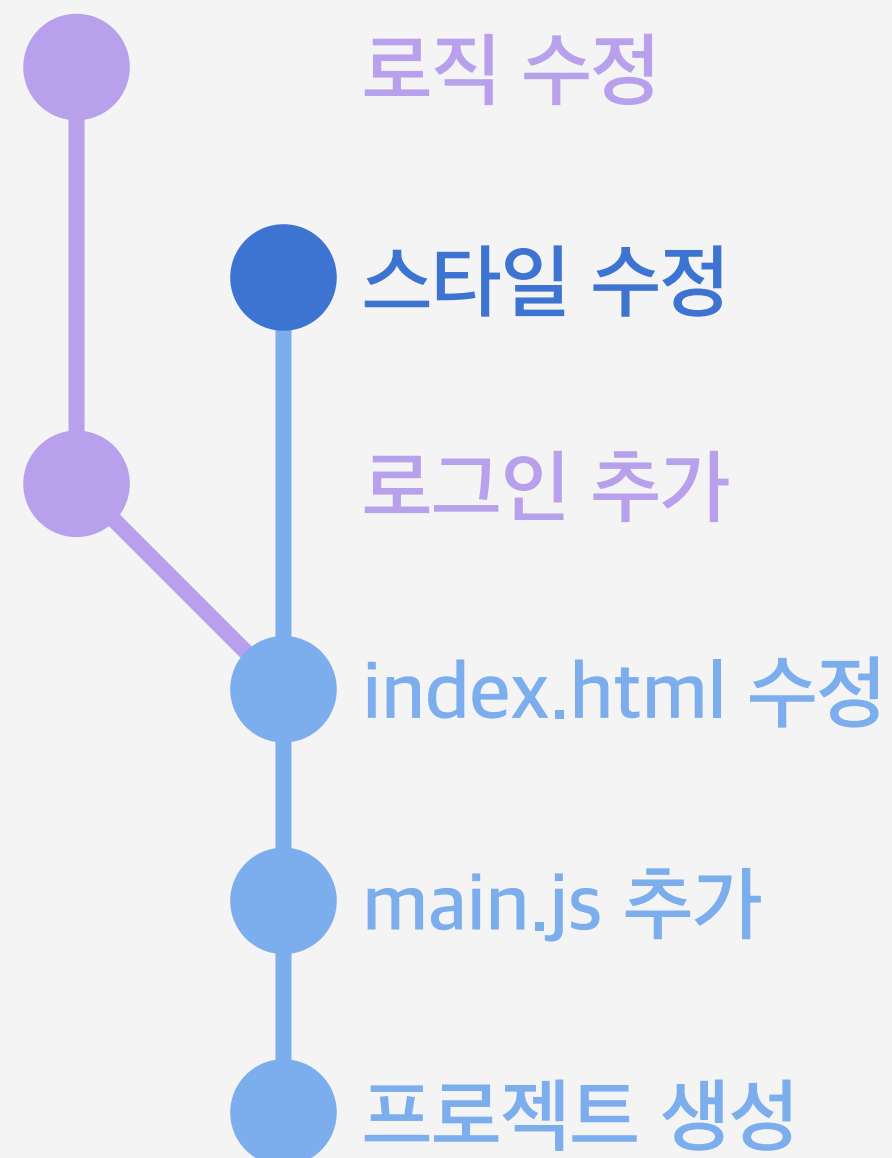 로직 수정
스타일 수정
로그인 추가
index.html 수정
main.js 추가
프로젝트 생성